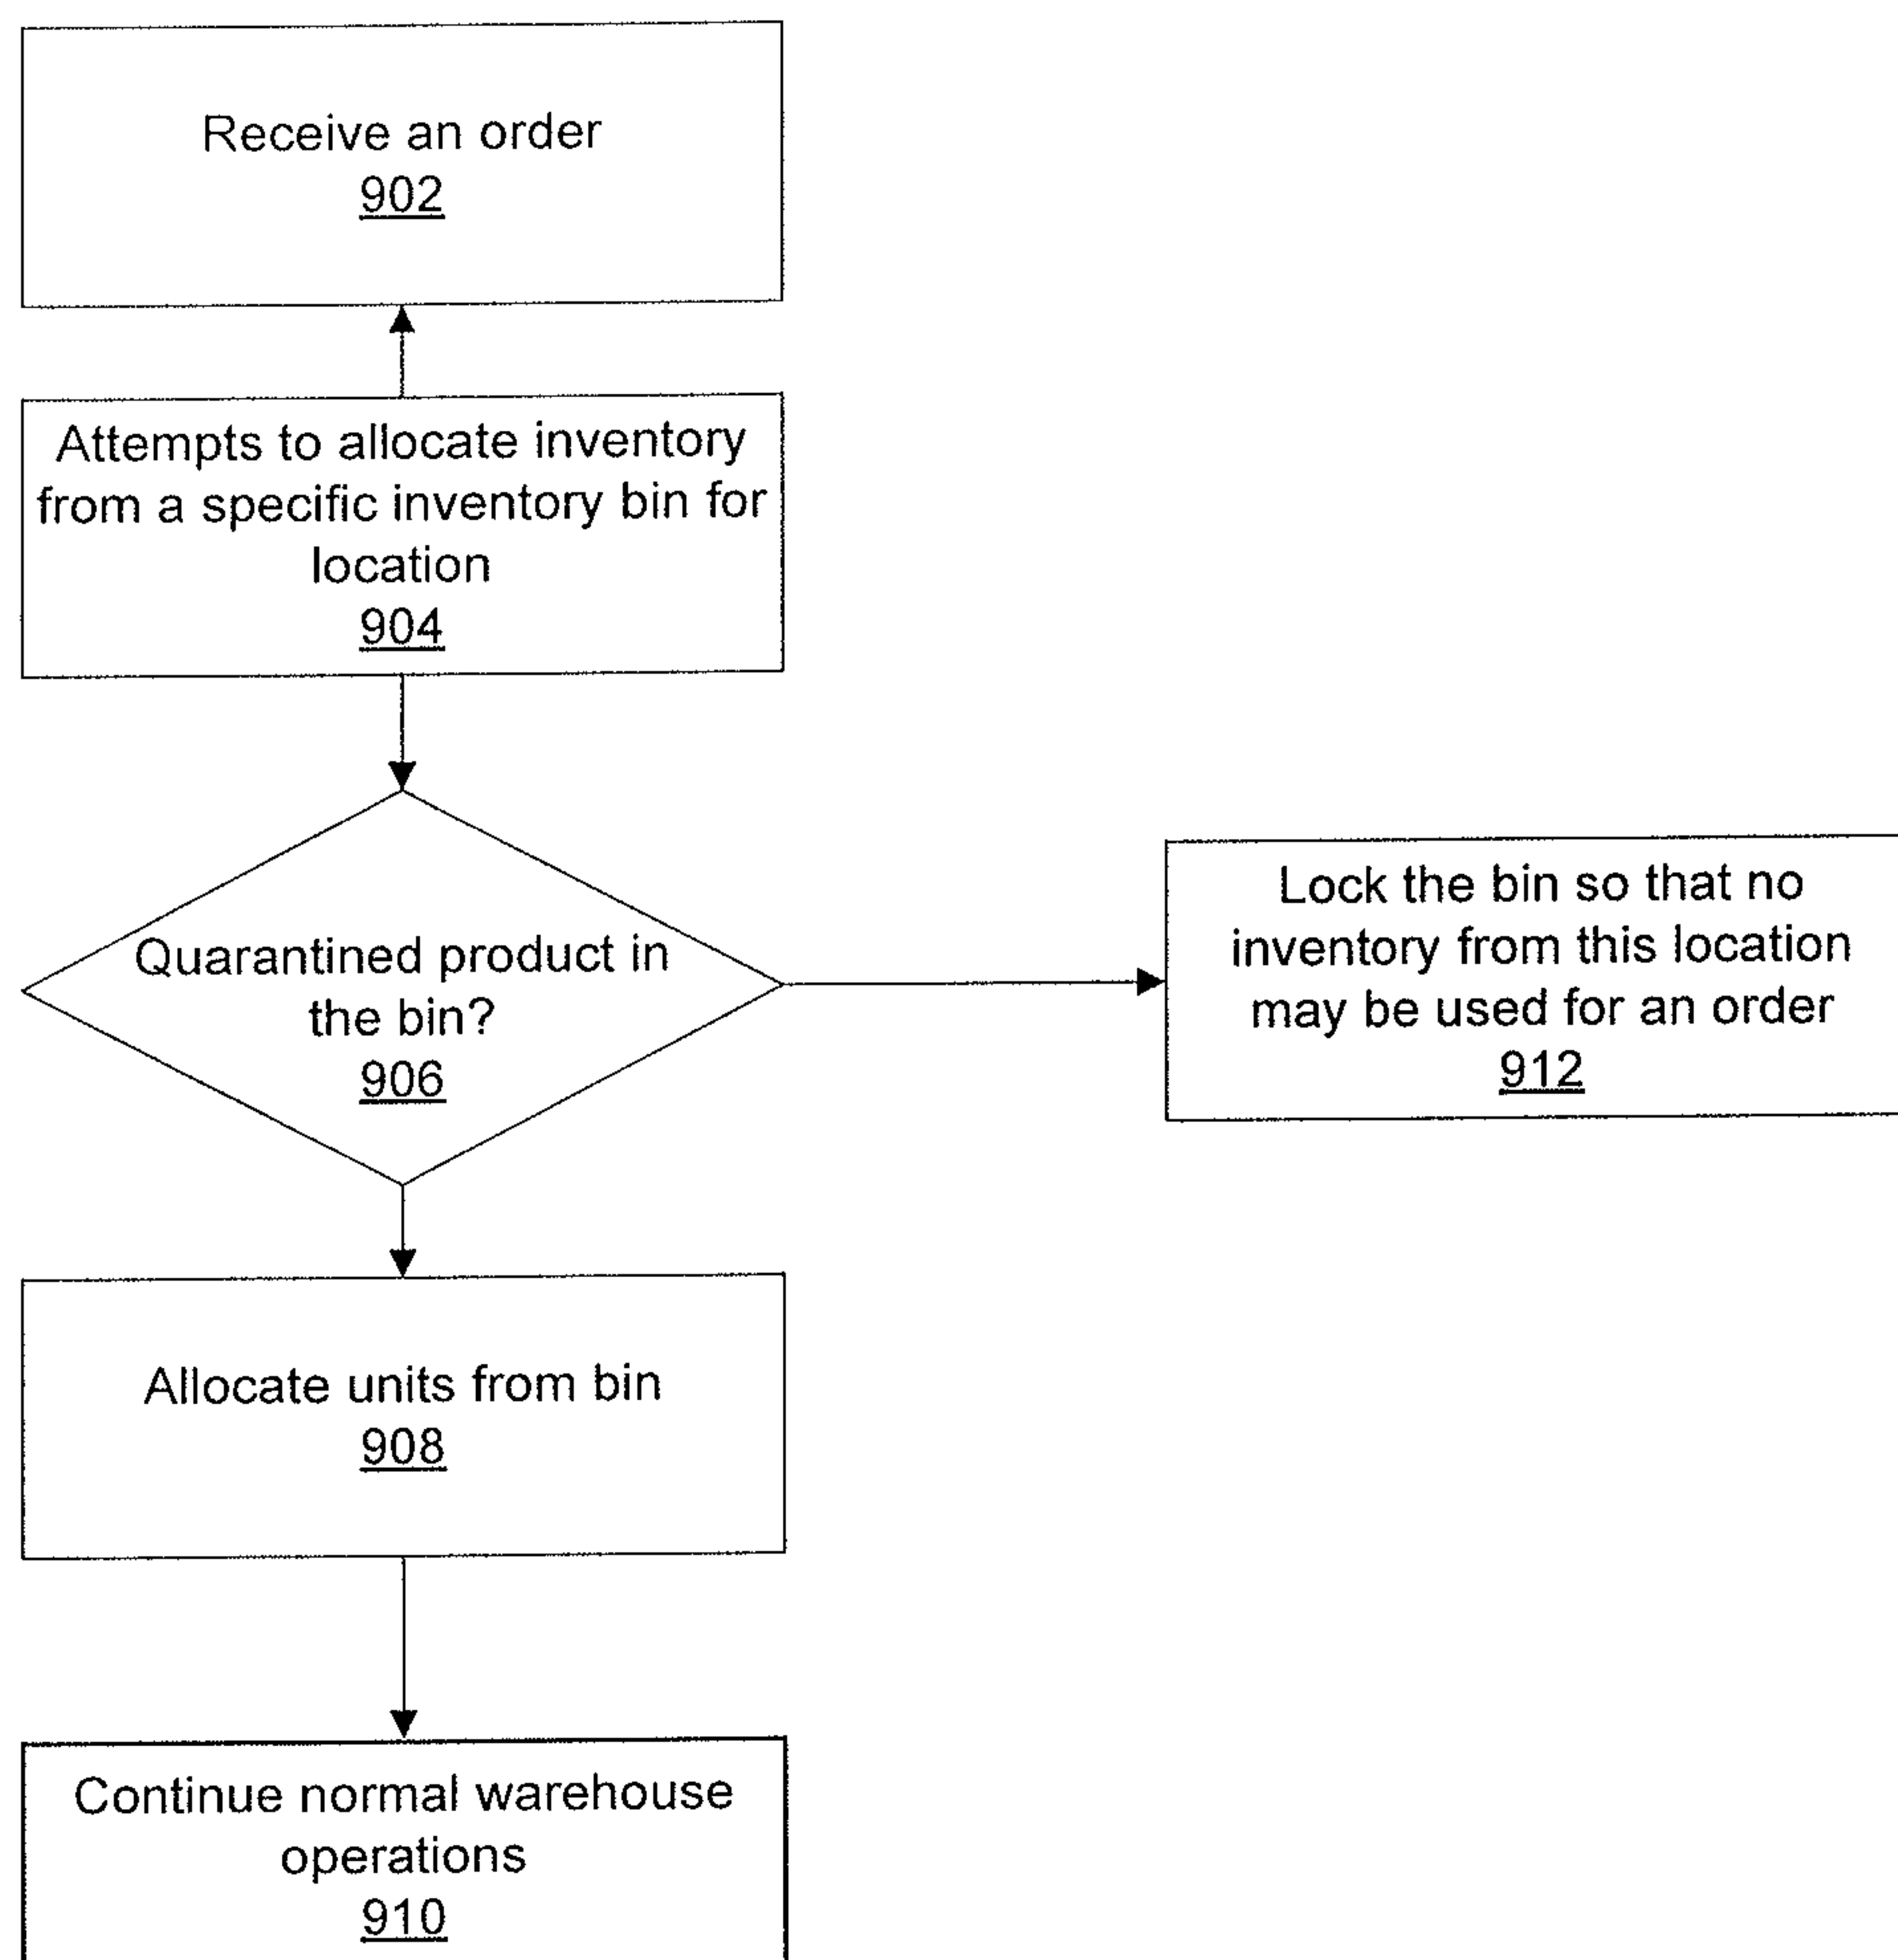 Receive an order
902
Attempts to allocate inventory
from a specific inventory bin for
location
904
Quarantined product in
the bin?
906
Lock the bin so that no
inventory from this location
may be used for an order
912
Allocate units from bin
908
Continue normal warehouse
operations
910